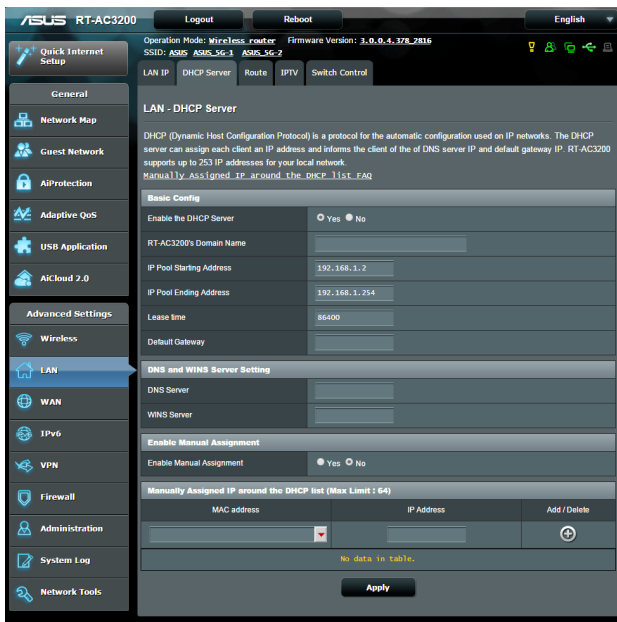 ASUS RT-AC3200
Logout
Reboot
English
Quick Internet Setup
Operation Mode: Wireless router Firmware Version: 3.0.0.4.378_2816
SSID: ASUS ASUS_5G-1 ASUS_5G-2
LAN IP
DHCP Server
Route
IPTV
Switch Control
General
Network Map
Guest Network
AiProtection
Adaptive QoS
USB Application
AiCloud 2.0
Advanced Settings
Wireless
LAN
WAN
IPv6
VPN
Firewall
Administration
System Log
Network Tools
LAN - DHCP Server
DHCP (Dynamic Host Configuration Protocol) is a protocol for the automatic configuration used on IP networks. The DHCP
server can assign each client an IP address and informs the client of the of DNS server IP and default gateway IP. RT-AC3200
supports up to 253 IP addresses for your local network.
Manually Assigned IP around the DHCP list FAQ
Basic Config
Enable the DHCP Server Yes No
RT-AC3200's Domain Name
IP Pool Starting Address 192.168.1.2
IP Pool Ending Address 192.168.1.254
Lease time 86400
Default Gateway
DNS and WINS Server Setting
DNS Server
WINS Server
Enable Manual Assignment
Enable Manual Assignment Yes No
Manually Assigned IP around the DHCP list (Max Limit : 64)
MAC address IP Address Add / Delete
No data in table.
Apply